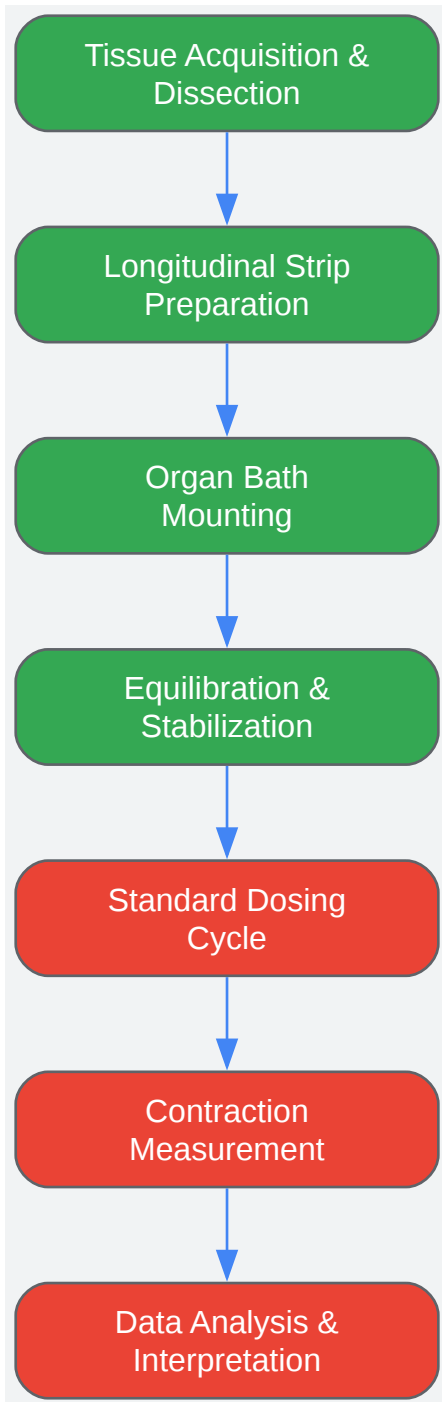 Tissue Acquisition &
Dissection
Longitudinal Strip
Preparation
Organ Bath
Mounting
Equilibration &
Stabilization
Standard Dosing
Cycle
Contraction
Measurement
Data Analysis &
Interpretation